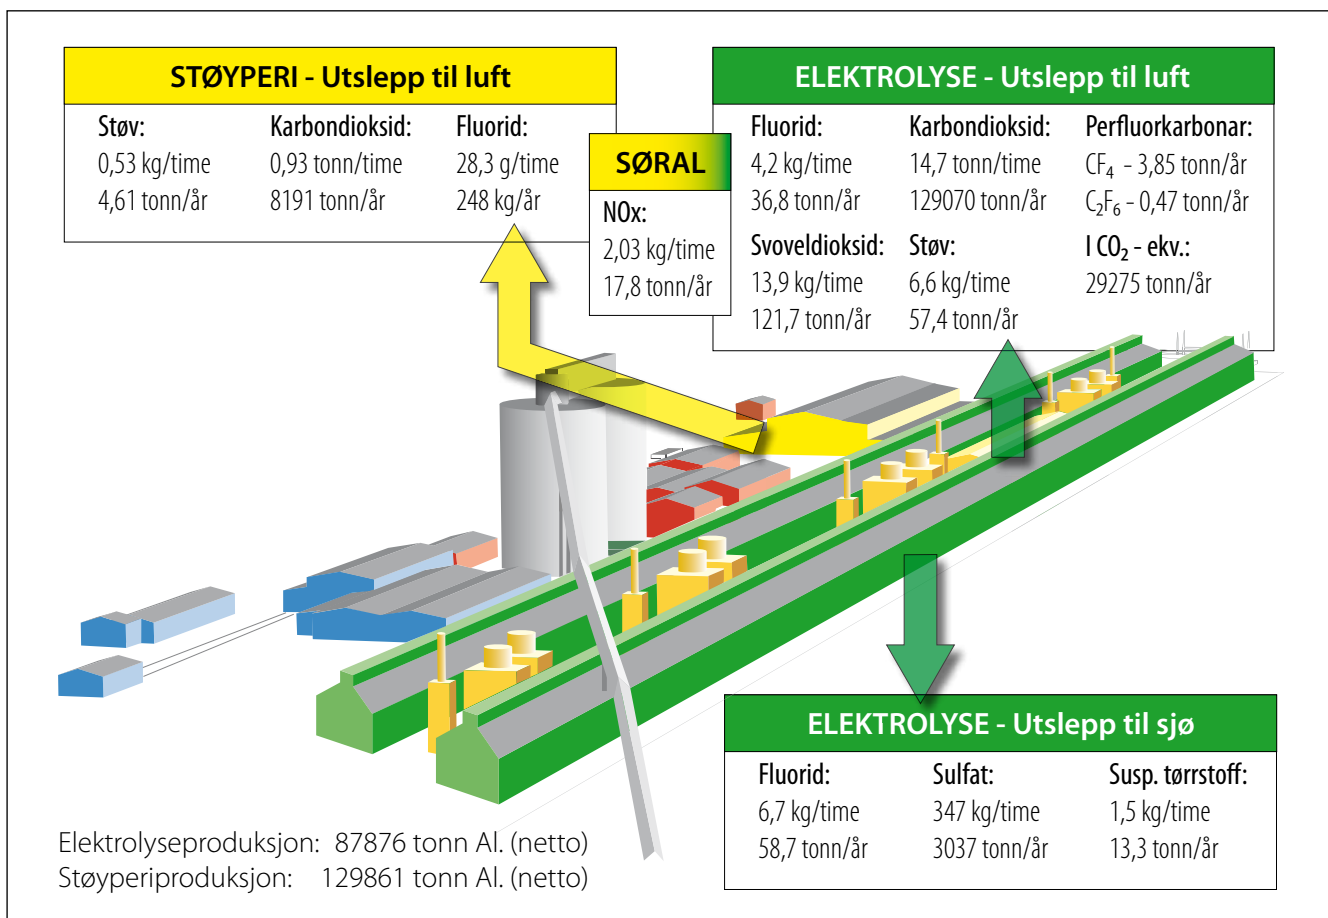 STØYPERI - Utslepp til luft
Støv:
0,53 kg/time
4,61 tonn/år
Karbondioksid:
0,93 tonn/time
8191 tonn/år
Fluorid:
28,3 g/time
248 kg/år
SØRAL
NOx:
2,03 kg/time
17,8 tonn/år
ELEKTROLYSE - Utslepp til luft
Fluorid:
4,2 kg/time
36,8 tonn/år
Karbondioksid:
14,7 tonn/time
129070 tonn/år
Perfluorkarbonar:
CF₄ - 3,85 tonn/år
C₂F₆ - 0,47 tonn/år
Svoveldioksid:
13,9 kg/time
121,7 tonn/år
Støv:
6,6 kg/time
57,4 tonn/år
I CO₂ - ekv.:
29275 tonn/år
ELEKTROLYSE - Utslepp til sjø
Fluorid:
6,7 kg/time
58,7 tonn/år
Sulfat:
347 kg/time
3037 tonn/år
Susp. tørrstoff:
1,5 kg/time
13,3 tonn/år
Elektrolyseproduksjon: 87876 tonn Al. (netto)
Støyperiproduksjon: 129861 tonn Al. (netto)